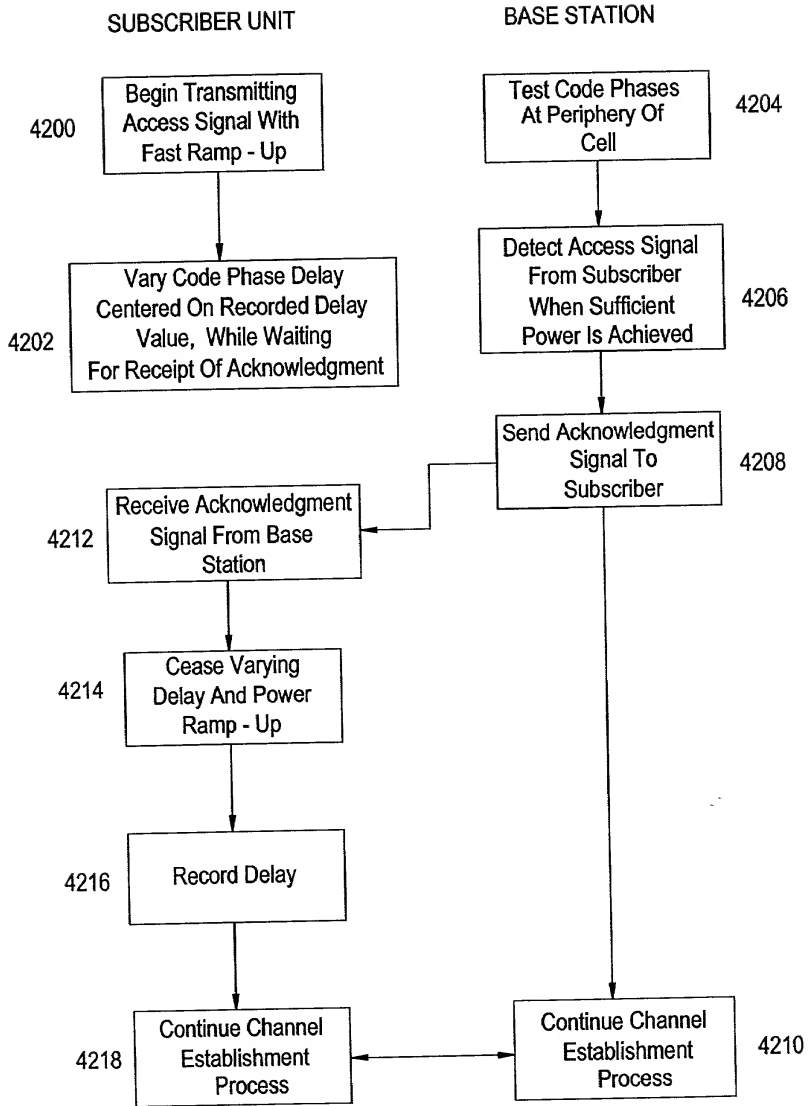 SUBSCRIBER UNIT
BASE STATION
4200
Begin Transmitting
Access Signal With
Fast Ramp - Up
Test Code Phases
At Periphery Of
Cell
4204
4202
Vary Code Phase Delay
Centered On Recorded Delay
Value, While Waiting
For Receipt Of Acknowledgment
Detect Access Signal
From Subscriber
When Sufficient
Power Is Achieved
4206
Send Acknowledgment
Signal To
Subscriber
4208
4212
Receive Acknowledgment
Signal From Base
Station
4214
Cease Varying
Delay And Power
Ramp - Up
4216
Record Delay
4218
Continue Channel
Establishment
Process
Continue Channel
Establishment
Process
4210